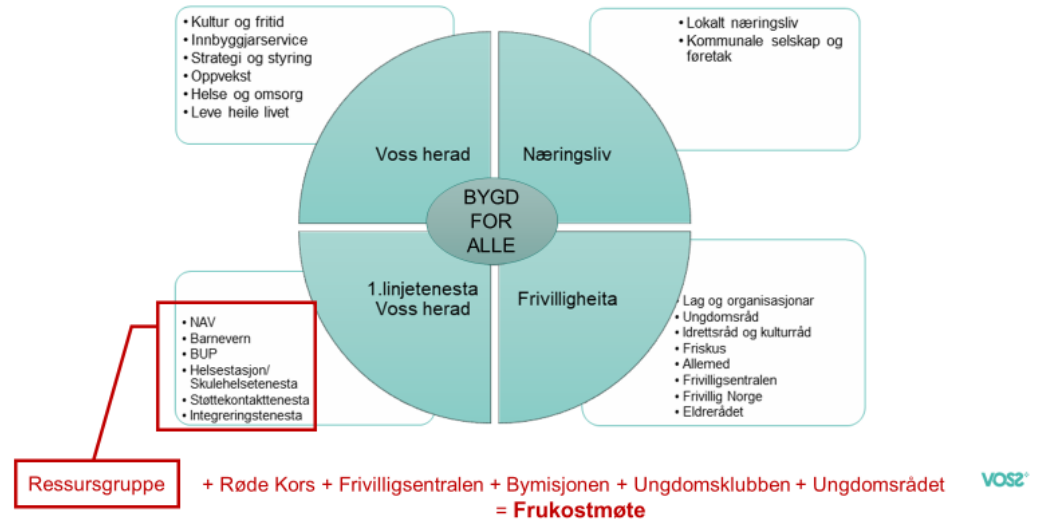 • Kultur og fritid
• Innbyggjarservice
• Strategi og styring
• Oppvekst
• Helse og omsorg
• Leve heile livet
• Lokalt næringsliv
• Kommunale selskap og
føretak
Voss herad
Næringsliv
BYGD
FOR
ALLE
1.linjetenesta
Voss herad
Frivilligheita
• NAV
• Barnevern
• BUP
• Helsestasjon/
Skulehelsetenesta
• Støttekontakttenesta
• Integreringstenesta
• Lag og organisasjonar
• Ungdomsråd
• Idrettsråd og kulturråd
• Friskus
• Allemed
• Frivilligsentralen
• Frivillig Norge
• Eldrerådet
Ressursgruppe
+ Røde Kors + Frivilligsentralen + Bymisjonen + Ungdomsklubben + Ungdomsrådet
= Frukostmøte
VOSS